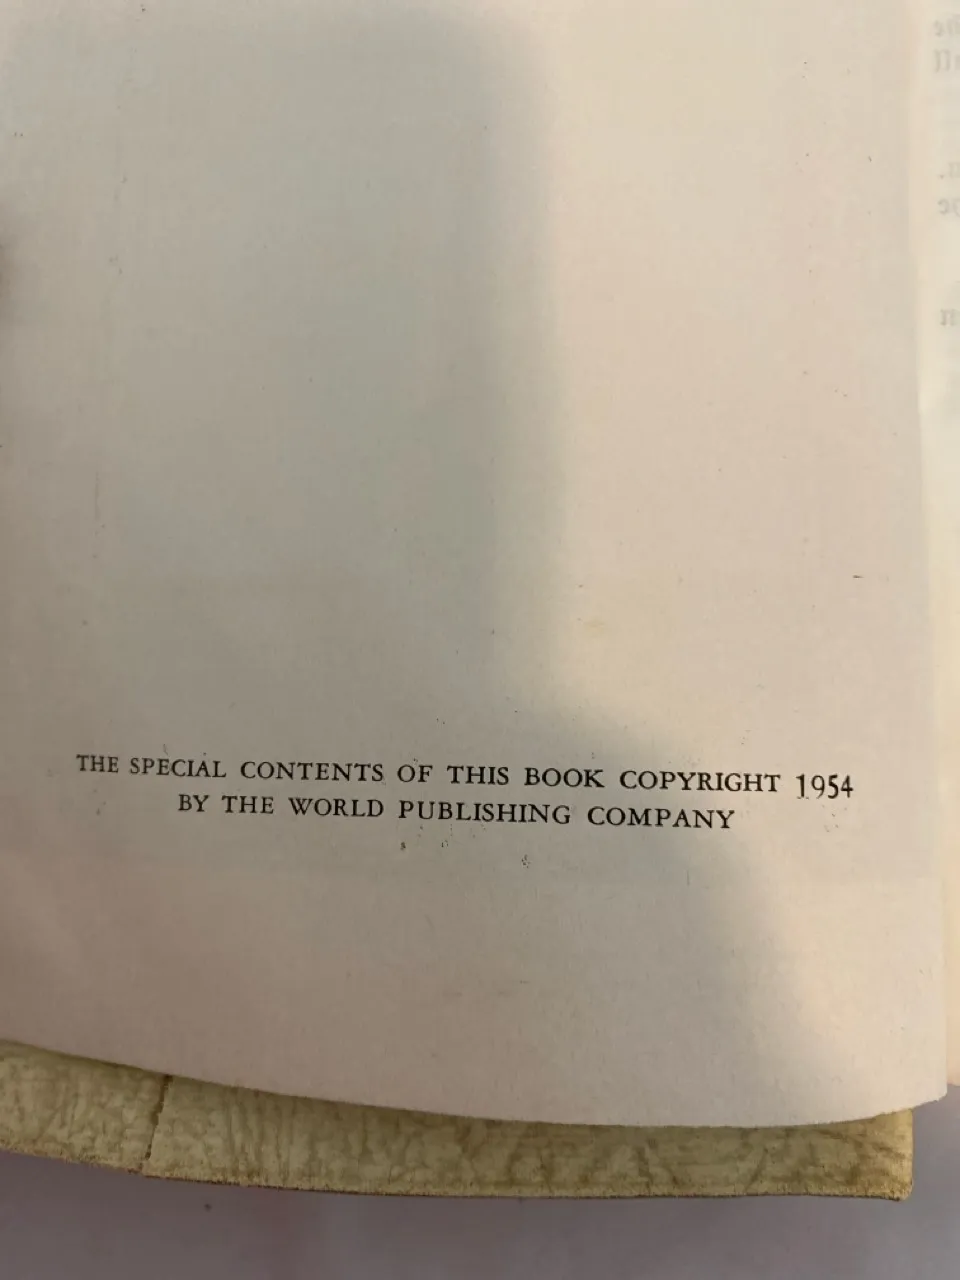 THE SPECIAL CONTENTS OF THIS BOOK COPYRIGHT 1954
BY THE WORLD PUBLISHING COMPANY